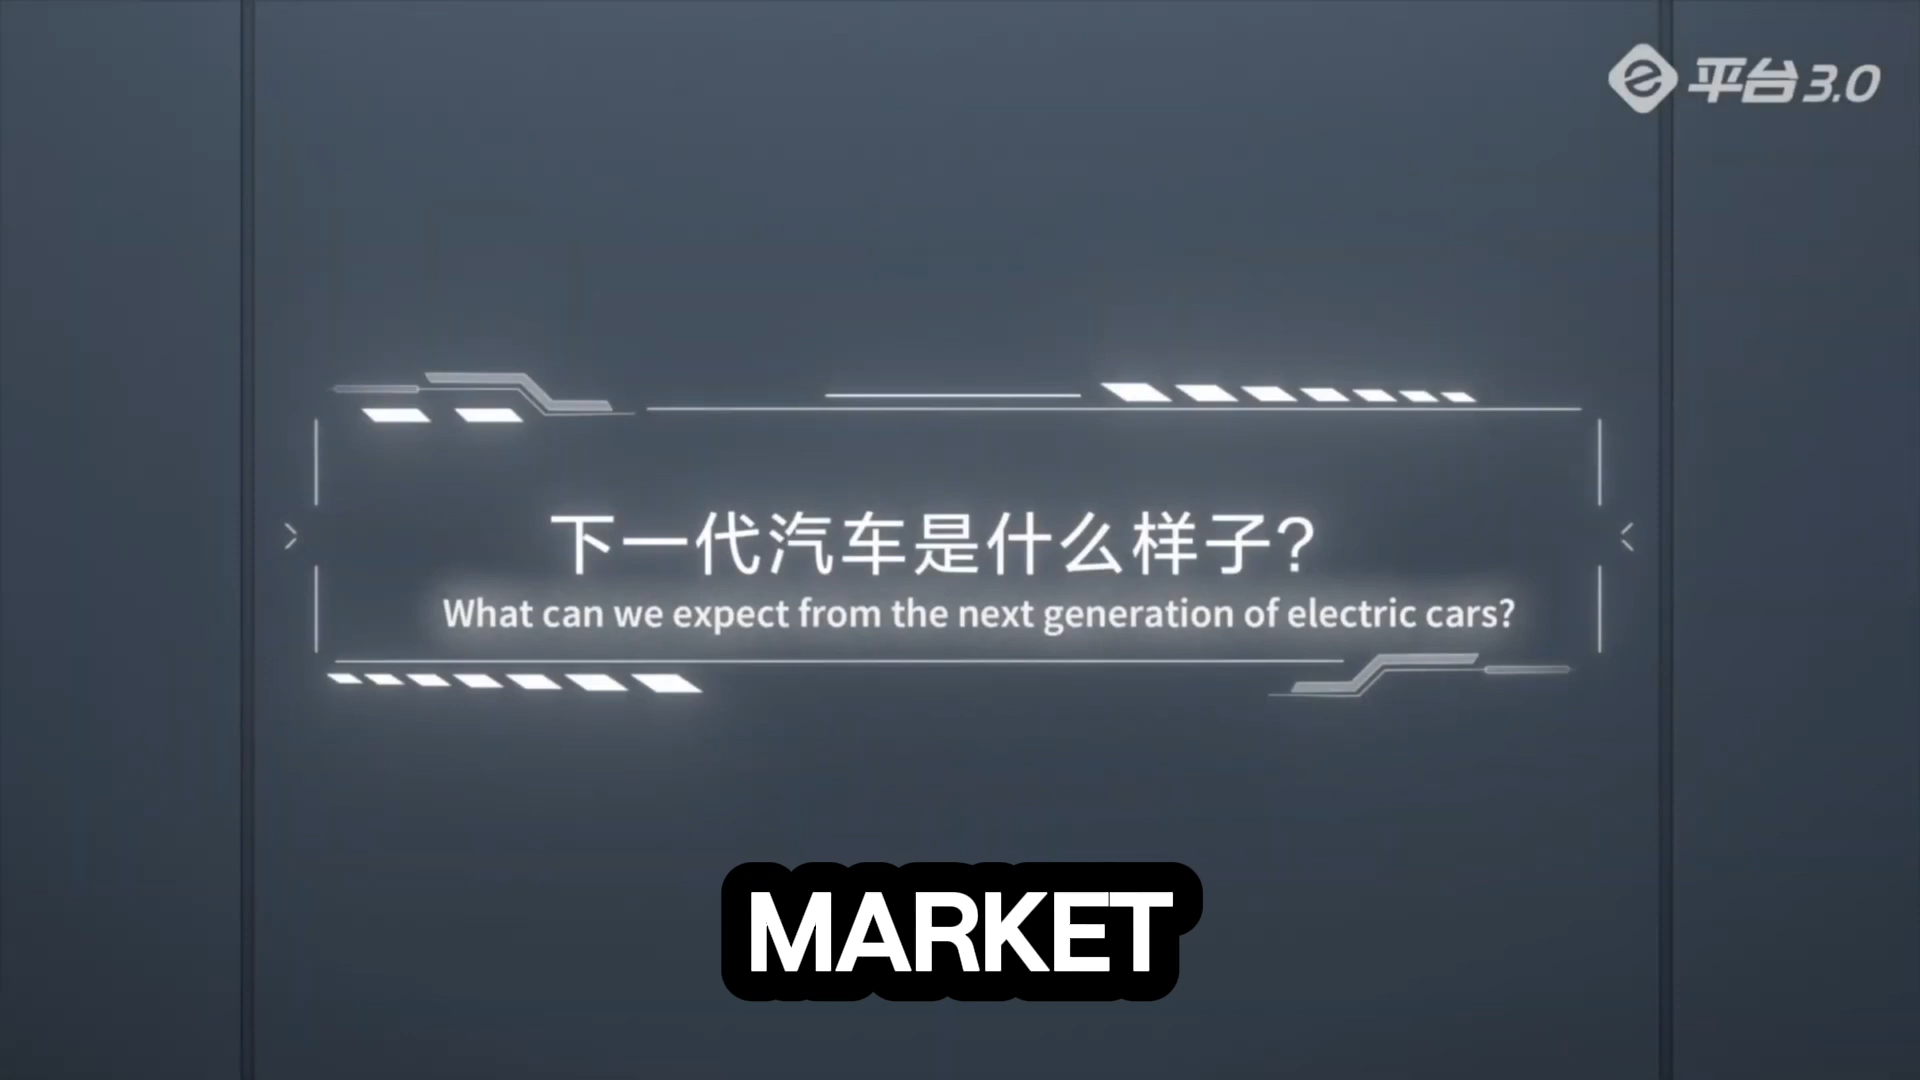 e平台3.0
下一代汽车是什么样子?
What can we expect from the next generation of electric cars?
MARKET